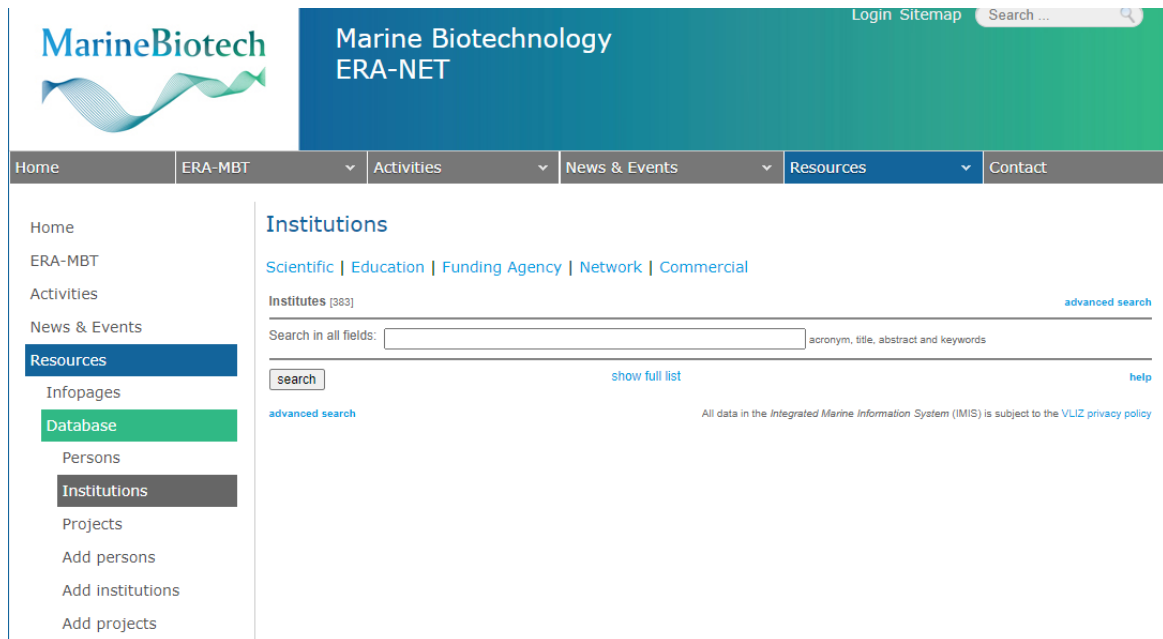 Login Sitemap Search ...
MarineBiotech
Marine Biotechnology
ERA-NET
Home ERA-MBT Activities News & Events Resources Contact
Home
ERA-MBT
Activities
News & Events
Resources
Infopages
Database
Persons
Institutions
Projects
Add persons
Add institutions
Add projects
Institutions
Scientific | Education | Funding Agency | Network | Commercial
Institutes [383] advanced search
Search in all fields: acronym, title, abstract and keywords
search show full list help
advanced search All data in the Integrated Marine Information System (IMIS) is subject to the VLIZ privacy policy